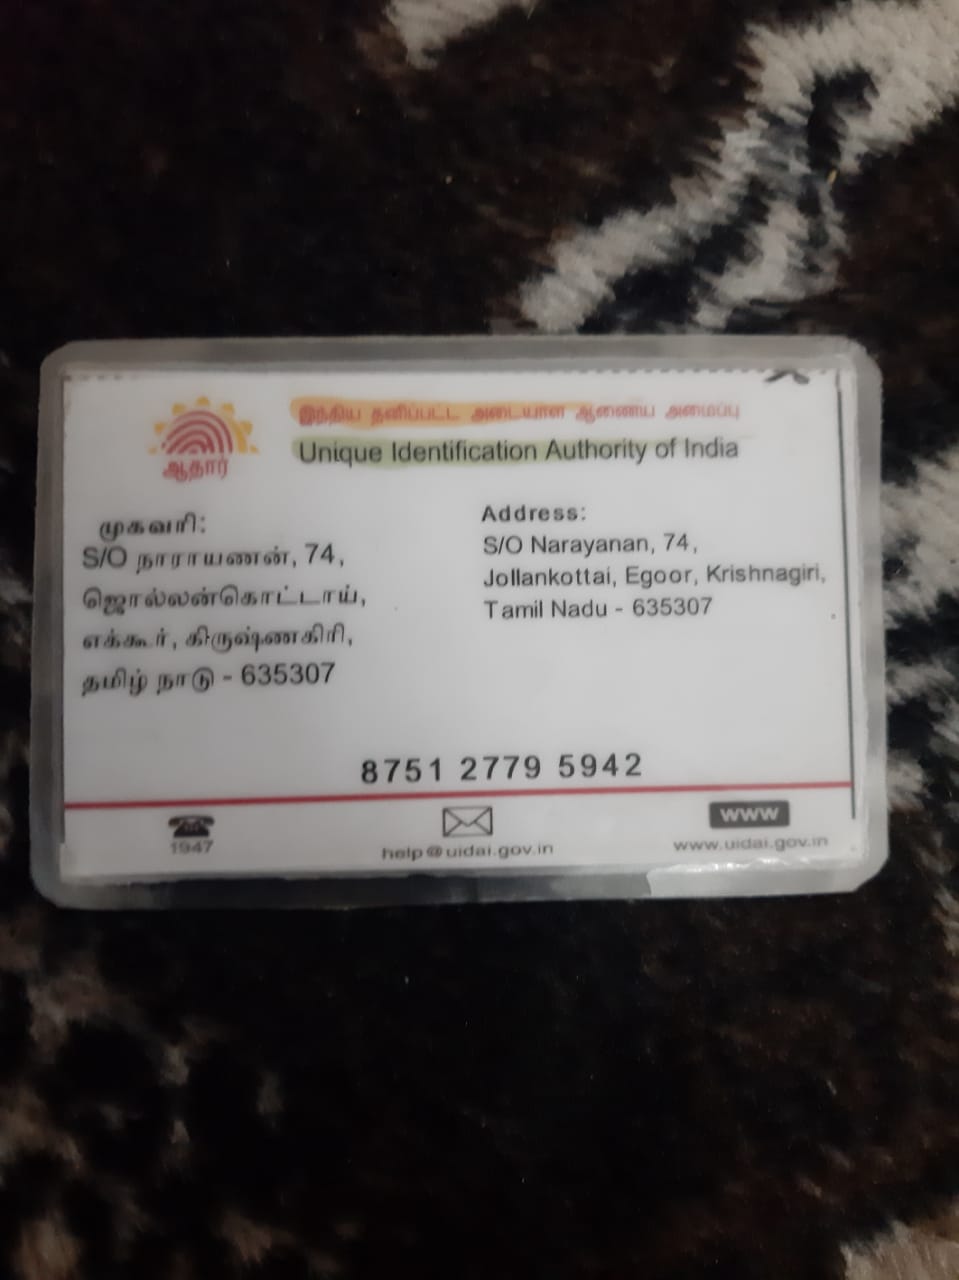 இந்திய தனிப்பட்ட அடையாள ஆணைய அமைப்பு
Unique Identification Authority of India
ஆதார்
முகவரி:
S/O நாராயணன், 74,
ஜொல்லன்கொட்டாய்,
எக்கூர், கிருஷ்ணகிரி,
தமிழ் நாடு - 635307
Address:
S/O Narayanan, 74,
Jollankottai, Egoor, Krishnagiri,
Tamil Nadu - 635307
8751 2779 5942
1947
help@uidai.gov.in
www
www.uidai.gov.in